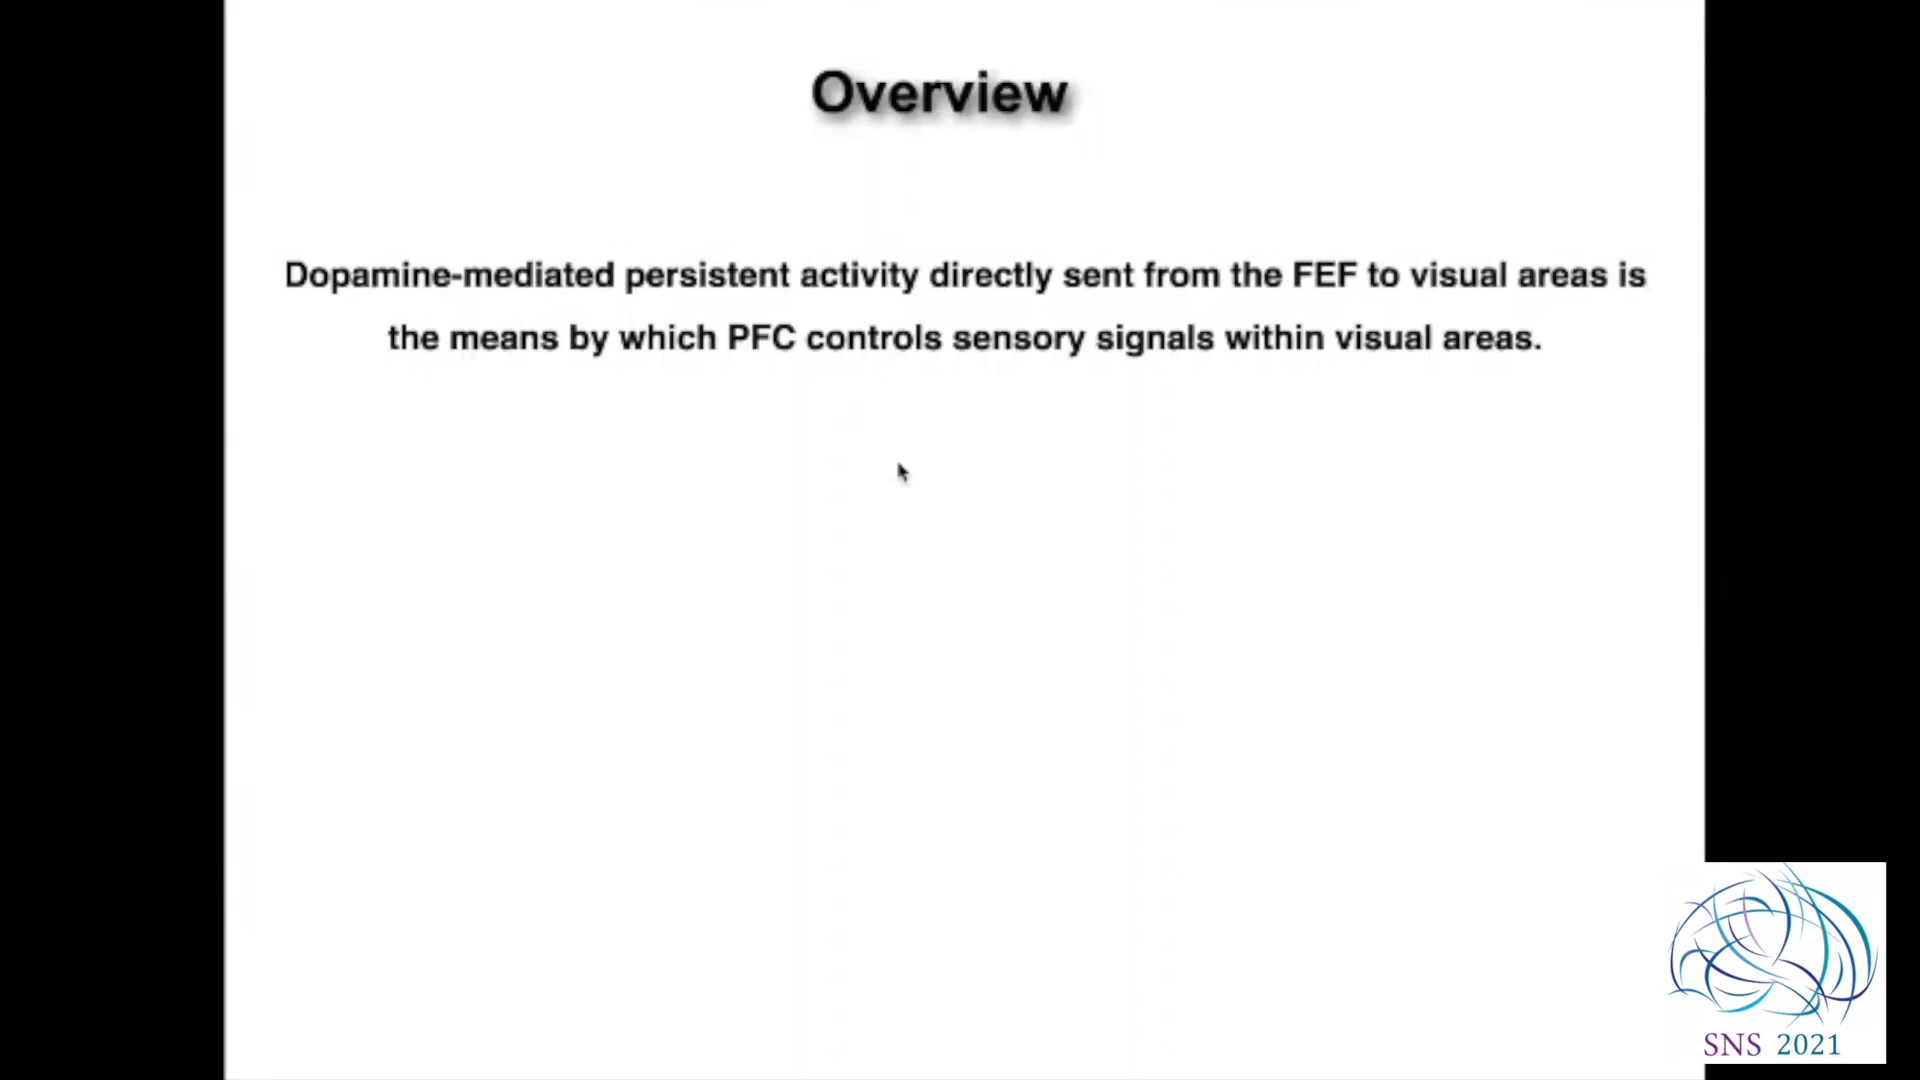 Overview
Dopamine-mediated persistent activity directly sent from the FEF to visual areas is
the means by which PFC controls sensory signals within visual areas.
SNS 2021